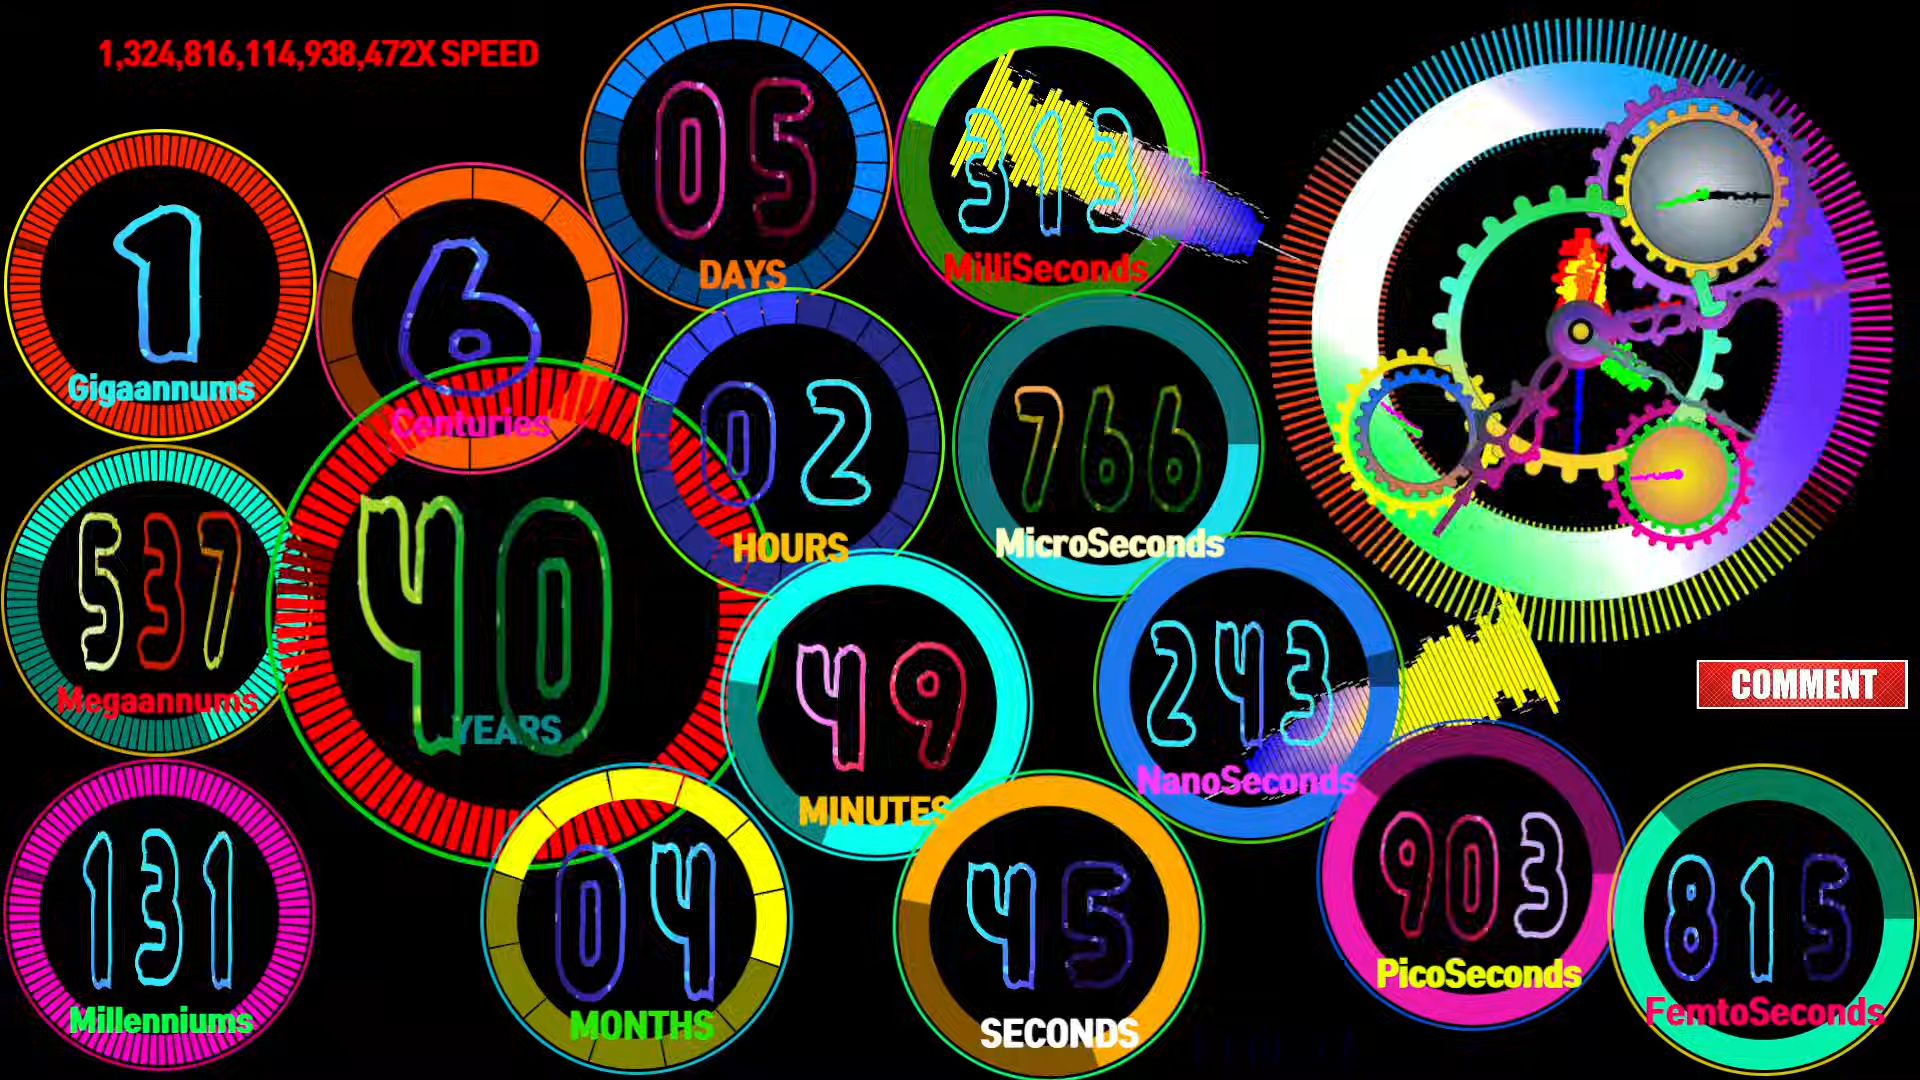 1,324,816,114,938,472X SPEED
1
Gigaannums
6
Centuries
05
DAYS
313
MilliSeconds
02
HOURS
766
MicroSeconds
537
Megaannums
40
YEARS
49
MINUTES
243
NanoSeconds
COMMENT
131
Millenniums
04
MONTHS
45
SECONDS
903
PicoSeconds
815
FemtoSeconds